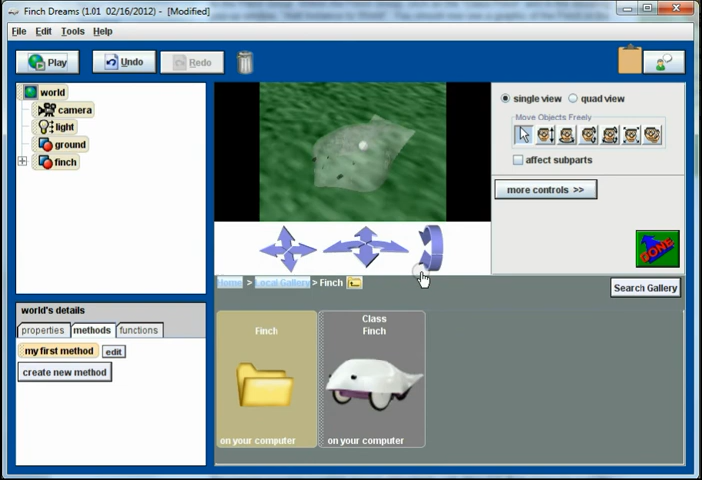 Finch Dreams (1.01 02/16/2012) - [Modified]
File Edit Tools Help
Play
Undo
Redo
world
camera
light
ground
finch
single view
quad view
Move Objects Freely
affect subparts
more controls >>
DONE
Home > Local Gallery > Finch
Search Gallery
Finch
on your computer
Class
Finch
on your computer
world's details
properties methods functions
my first method edit
create new method